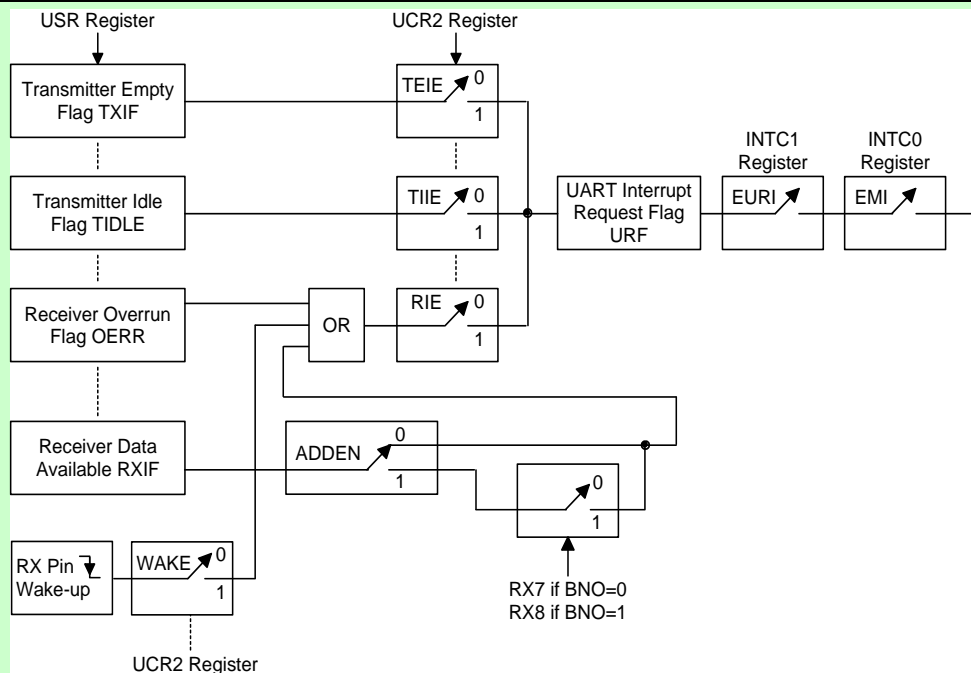 USR Register
UCR2 Register
Transmitter Empty
Flag TXIF
TEIE
0
1
INTC1
Register
INTC0
Register
Transmitter Idle
Flag TIDLE
TIIE
0
1
UART Interrupt
Request Flag
URF
EURI
EMI
Receiver Overrun
Flag OERR
OR
RIE
0
1
Receiver Data
Available RXIF
ADDEN
0
1
0
1
RX Pin
Wake-up
WAKE
0
1
RX7 if BNO=0
RX8 if BNO=1
UCR2 Register